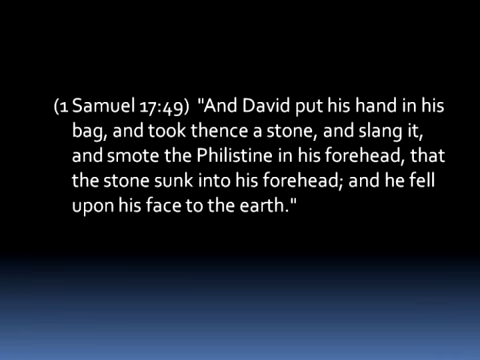 (1 Samuel 17:49)  "And David put his hand in his
bag, and took thence a stone, and slang it,
and smote the Philistine in his forehead, that
the stone sunk into his forehead; and he fell
upon his face to the earth."